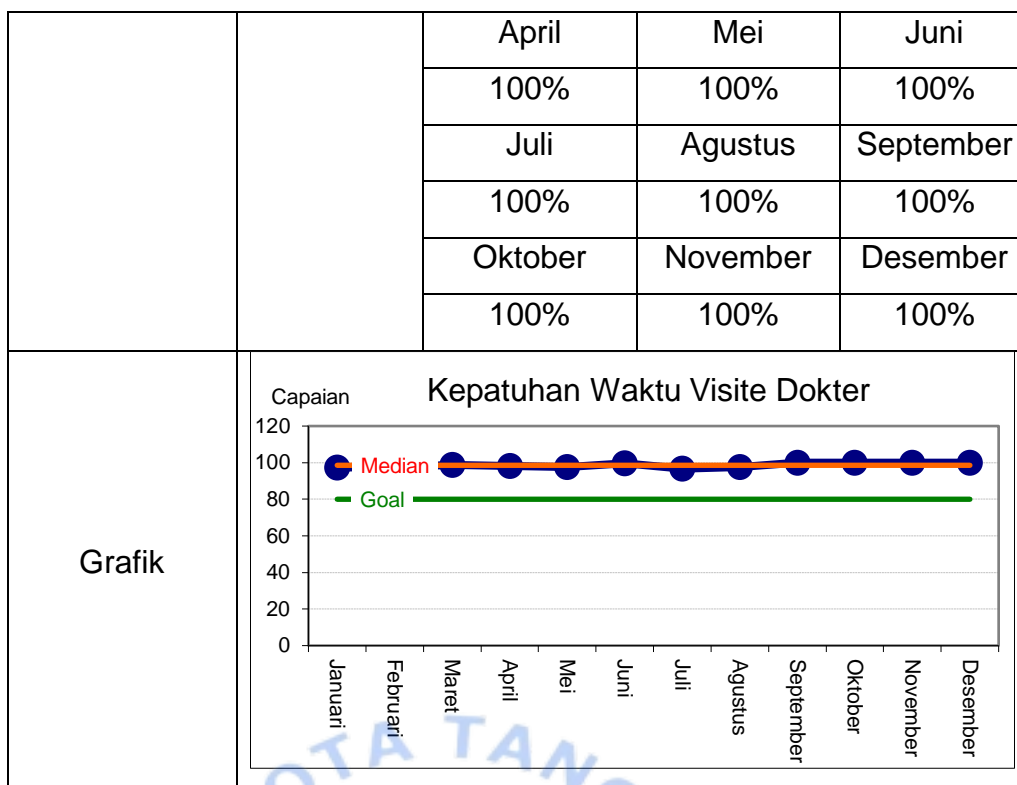 April Mei Juni
100% 100% 100%
Juli Agustus September
100% 100% 100%
Oktober November Desember
100% 100% 100%
Grafik
Capaian Kepatuhan Waktu Visite Dokter
120
100
80
60
40
20
0
Median
Goal
Januari
Februari
Maret
April
Mei
Juni
Juli
Agustus
September
Oktober
November
Desember
OTA TANG